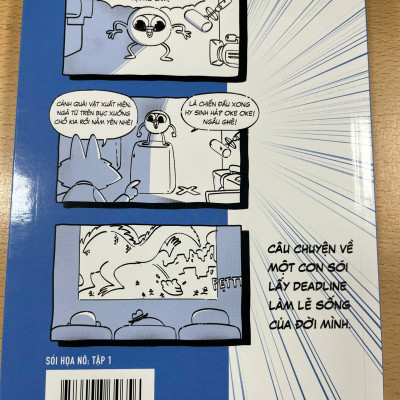 CẢNH QUÁI VẬT XUẤT HIỆN,
NGÃ TỪ TRÊN BỤC XUỐNG
CHỖ KIA RỒI NẰM YÊN NHÉ!
LÀ CHIẾN ĐẤU XONG
HY SINH HẢ? OKE OKE!
NGẦU GHÊ!
PẸTT
CÂU CHUYỆN VỀ
MỘT CON SÓI
LẤY DEADLINE
LÀM LẼ SỐNG
CỦA ĐỜI MÌNH.
SÓI HỌA NÔ: TẬP 1